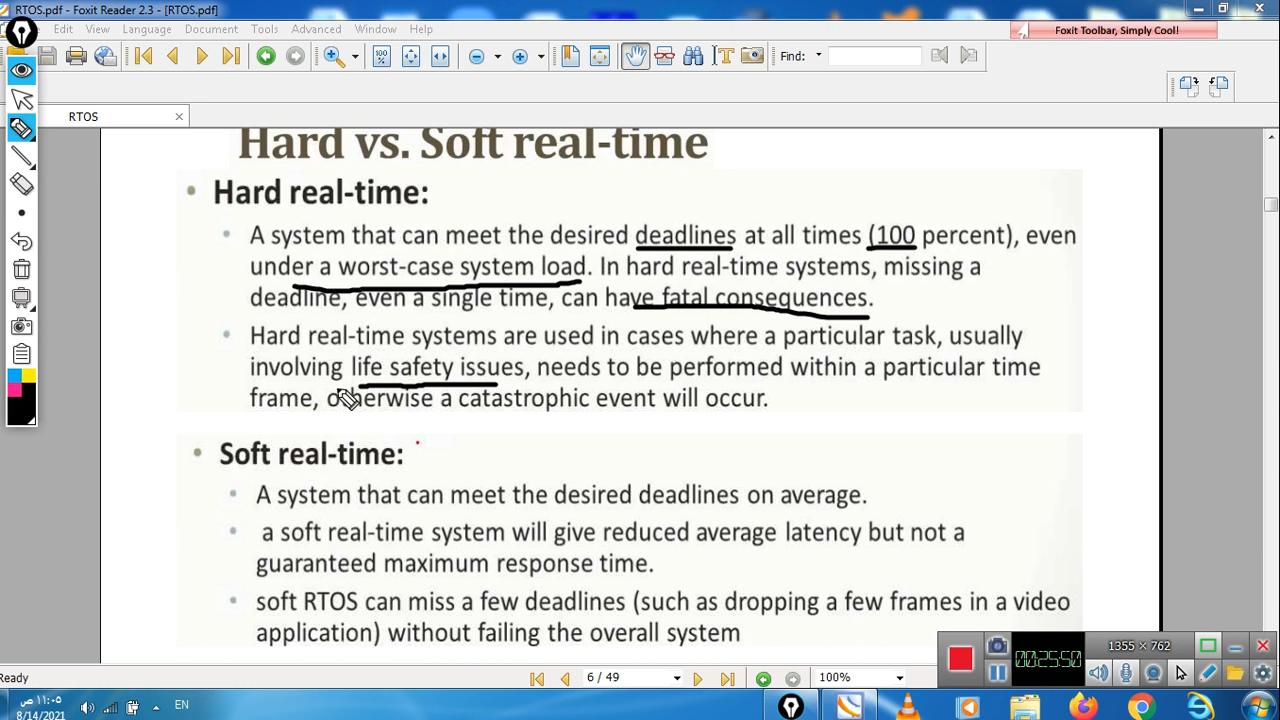 RTOS.pdf - Foxit Reader 2.3 - [RTOS.pdf]
Edit View Language Document Tools Advanced Window Help
Foxit Toolbar, Simply Cool!
Find:
RTOS
Hard vs. Soft real-time
• Hard real-time:
• A system that can meet the desired deadlines at all times (100 percent), even
under a worst-case system load. In hard real-time systems, missing a
deadline, even a single time, can have fatal consequences.
• Hard real-time systems are used in cases where a particular task, usually
involving life safety issues, needs to be performed within a particular time
frame, otherwise a catastrophic event will occur.
• Soft real-time:
• A system that can meet the desired deadlines on average.
• a soft real-time system will give reduced average latency but not a
guaranteed maximum response time.
• soft RTOS can miss a few deadlines (such as dropping a few frames in a video
application) without failing the overall system
00:25:50
1355 × 762
Ready
6 / 49
100%
EN
١١:٠٥ ص
8/14/2021